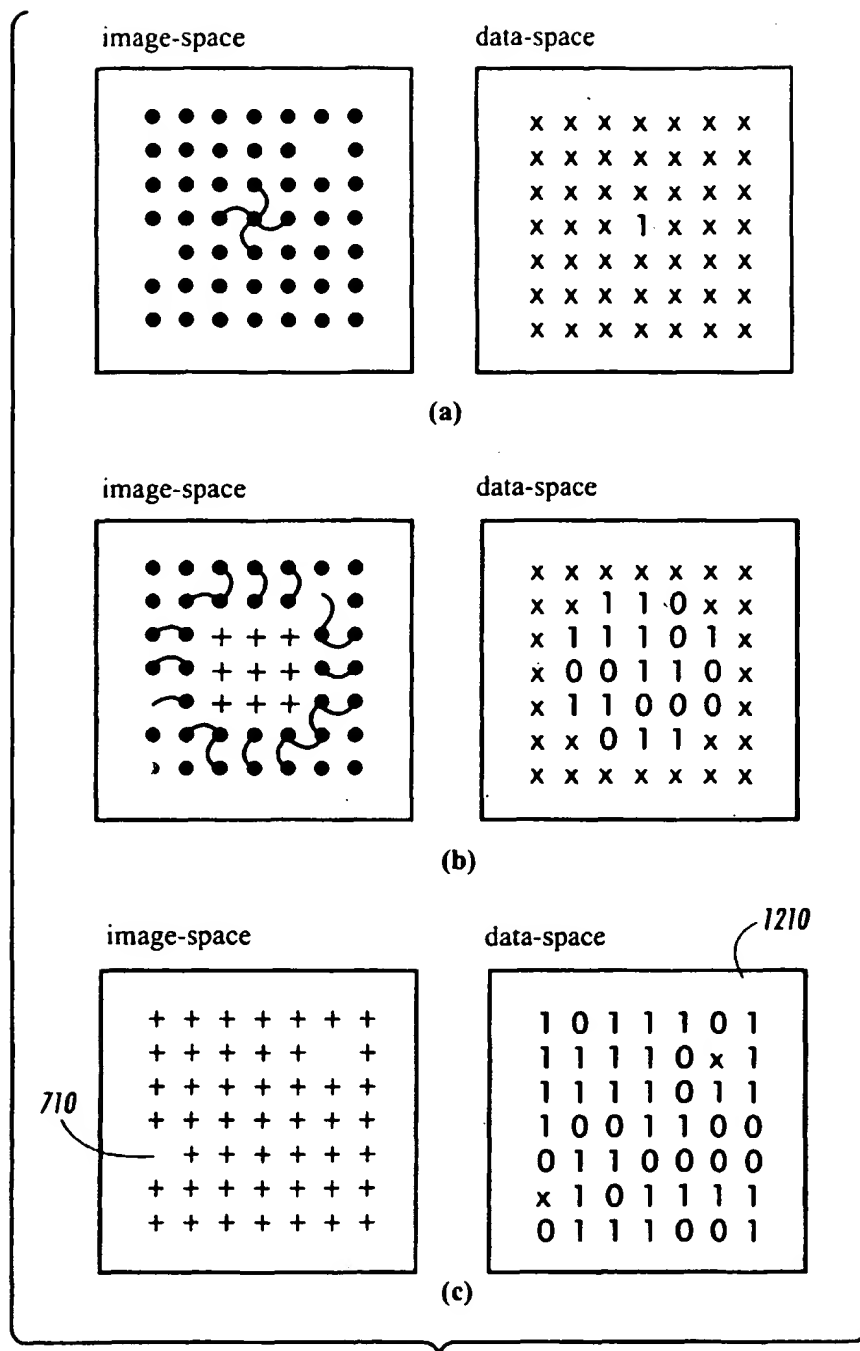 image-space data-space
x x x x x x x
x x x x x x x
x x x x x x x
x x x 1 x x x
x x x x x x x
x x x x x x x
x x x x x x x
(a)
image-space data-space
x x x x x x x
x x 1 1 0 x x
+ + + x 1 1 1 0 1 x
+ + + x 0 0 1 1 0 x
+ + + x 1 1 0 0 0 x
x x 0 1 1 x x
x x x x x x x
(b)
1210
image-space data-space
+ + + + + + + 1 0 1 1 1 0 1
+ + + + + + 1 1 1 1 0 x 1
+ + + + + + + 1 1 1 1 0 1 1
710 + + + + + + + 1 0 0 1 1 0 0
+ + + + + + 0 1 1 0 0 0 0
+ + + + + + + x 1 0 1 1 1 1
+ + + + + + + 0 1 1 1 0 0 1
(c)